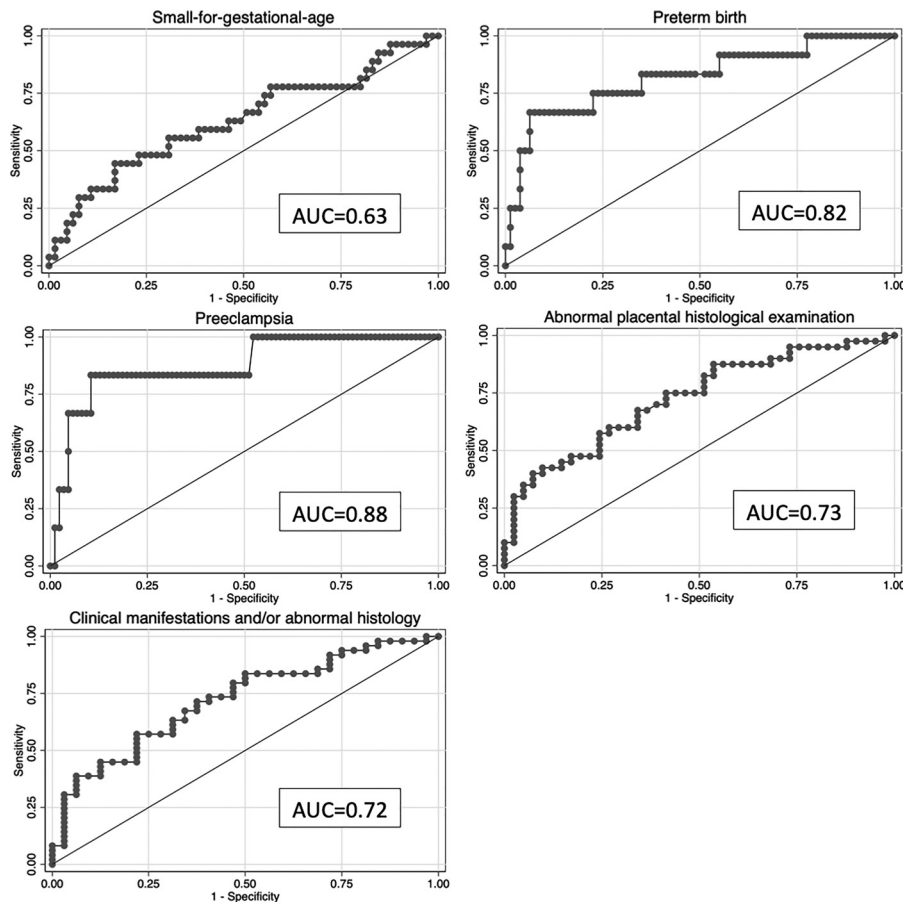 Small-for-gestational-age
Sensitivity
1.00
0.75
0.50
0.25
0.00
AUC=0.63
0.00 0.25 0.50 0.75 1.00
1 - Specificity
Preterm birth
Sensitivity
1.00
0.75
0.50
0.25
0.00
AUC=0.82
0.00 0.25 0.50 0.75 1.00
1 - Specificity
Preeclampsia
Sensitivity
1.00
0.75
0.50
0.25
0.00
AUC=0.88
0.00 0.25 0.50 0.75 1.00
1 - Specificity
Abnormal placental histological examination
Sensitivity
1.00
0.75
0.50
0.25
0.00
AUC=0.73
0.00 0.25 0.50 0.75 1.00
1 - Specificity
Clinical manifestations and/or abnormal histology
Sensitivity
1.00
0.75
0.50
0.25
0.00
AUC=0.72
0.00 0.25 0.50 0.75 1.00
1 - Specificity